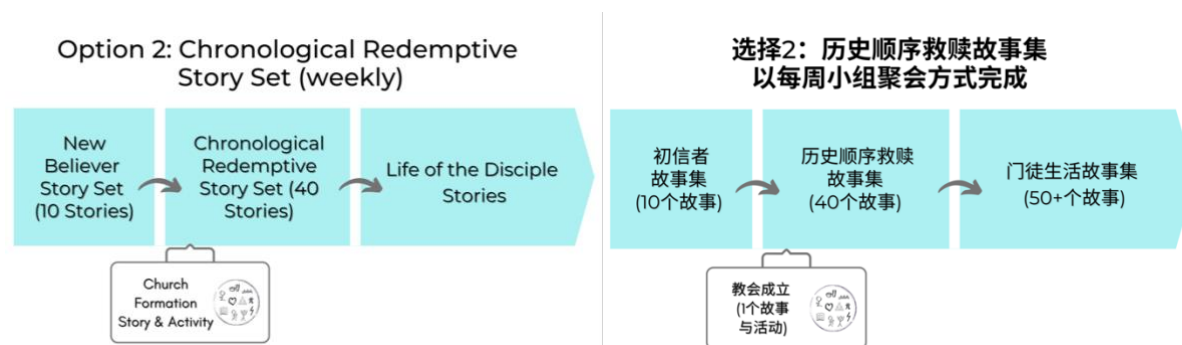 Option 2: Chronological Redemptive
Story Set (weekly)
New
Believer
Story Set
(10 Stories)
Chronological
Redemptive
Story Set (40
Stories)
Life of the Disciple
Stories
Church
Formation
Story & Activity
选择2：历史顺序救赎故事集
以每周小组聚会方式完成
初信者
故事集
(10个故事)
历史顺序救赎
故事集
(40个故事)
门徒生活故事集
(50+个故事)
教会成立
(1个故事
与活动)